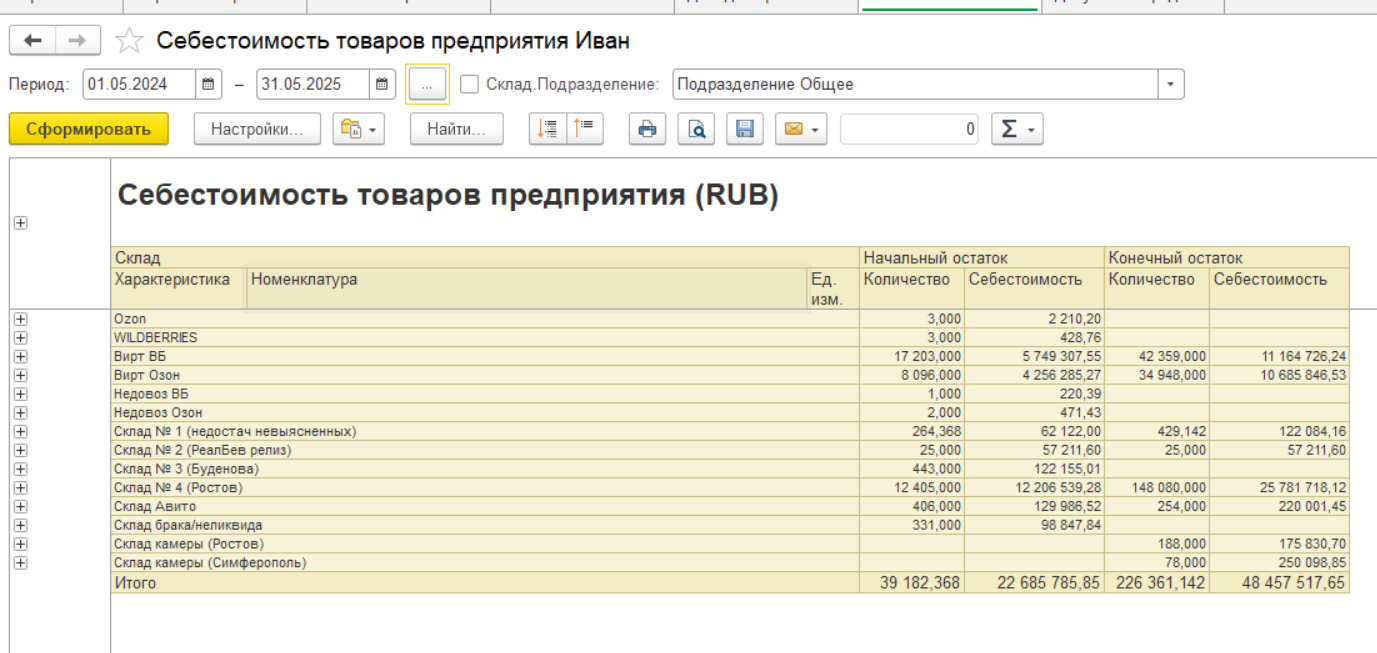 Себестоимость товаров предприятия Иван
Период: 01.05.2024 – 31.05.2025 ... Склад.Подразделение: Подразделение Общее
Сформировать Настройки... Найти... 0 Σ
Себестоимость товаров предприятия (RUB)
Склад Начальный остаток Конечный остаток
Характеристика Номенклатура Ед. изм. Количество Себестоимость Количество Себестоимость
Ozon 3,000 2 210,20
WILDBERRIES 3,000 428,76
Вирт ВБ 17 203,000 5 749 307,55 42 359,000 11 164 726,24
Вирт Озон 8 096,000 4 256 285,27 34 948,000 10 685 846,53
Недовоз ВБ 1,000 220,39
Недовоз Озон 2,000 471,43
Склад № 1 (недостач невыясненных) 264,368 62 122,00 429,142 122 084,16
Склад № 2 (РеалБев релиз) 25,000 57 211,60 25,000 57 211,60
Склад № 3 (Буденова) 443,000 122 155,01
Склад № 4 (Ростов) 12 405,000 12 206 539,28 148 080,000 25 781 718,12
Склад Авито 406,000 129 986,52 254,000 220 001,45
Склад брака/неликвида 331,000 98 847,84
Склад камеры (Ростов) 188,000 175 830,70
Склад камеры (Симферополь) 78,000 250 098,85
Итого 39 182,368 22 685 785,85 226 361,142 48 457 517,65